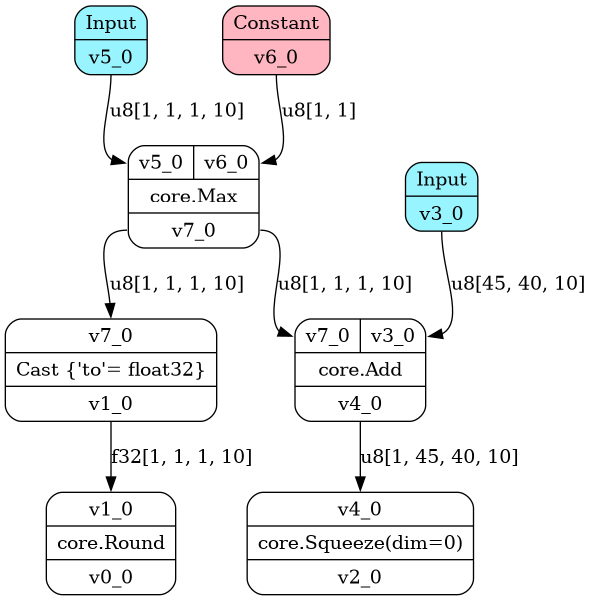 Input
v5_0
Constant
v6_0
u8[1, 1, 1, 10]
u8[1, 1]
v5_0
v6_0
core.Max
v7_0
Input
v3_0
u8[1, 1, 1, 10]
u8[1, 1, 1, 10]
u8[45, 40, 10]
v7_0
Cast {'to'= float32}
v1_0
v7_0
v3_0
core.Add
v4_0
f32[1, 1, 1, 10]
u8[1, 45, 40, 10]
v1_0
core.Round
v0_0
v4_0
core.Squeeze(dim=0)
v2_0